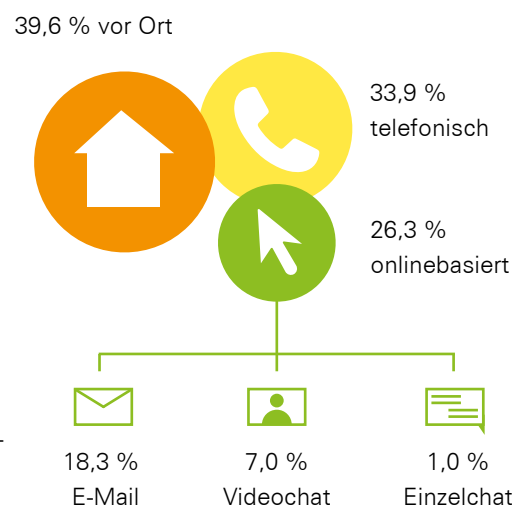 39,6 % vor Ort
33,9 %
telefonisch
26,3 %
onlinebasiert
18,3 %
E-Mail
7,0 %
Videochat
1,0 %
Einzelchat